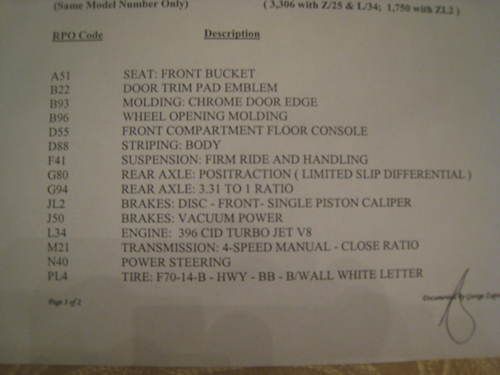 (Same Model Number Only) ( 3,306 with Z/25 & L/34; 1,750 with ZL2 )
RPO Code Description
A51 SEAT: FRONT BUCKET
B22 DOOR TRIM PAD EMBLEM
B93 MOLDING: CHROME DOOR EDGE
B96 WHEEL OPENING MOLDING
D55 FRONT COMPARTMENT FLOOR CONSOLE
D88 STRIPING: BODY
F41 SUSPENSION: FIRM RIDE AND HANDLING
G80 REAR AXLE: POSITRACTION ( LIMITED SLIP DIFFERENTIAL )
G94 REAR AXLE: 3.31 TO 1 RATIO
JL2 BRAKES: DISC - FRONT- SINGLE PISTON CALIPER
J50 BRAKES: VACUUM POWER
L34 ENGINE: 396 CID TURBO JET V8
M21 TRANSMISSION: 4-SPEED MANUAL - CLOSE RATIO
N40 POWER STEERING
PL4 TIRE: F70-14-B - HWY - BB - B/WALL WHITE LETTER
Page 1 of 2 George